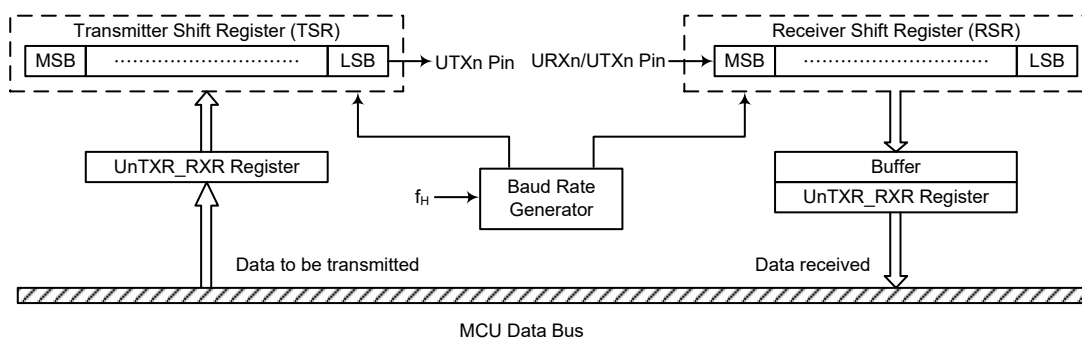 Transmitter Shift Register (TSR)
MSB ................................ LSB
UTXn Pin
URXn/UTXn Pin
Receiver Shift Register (RSR)
MSB ................................ LSB
UnTXR_RXR Register
fH
Baud Rate
Generator
Buffer
UnTXR_RXR Register
Data to be transmitted
Data received
MCU Data Bus